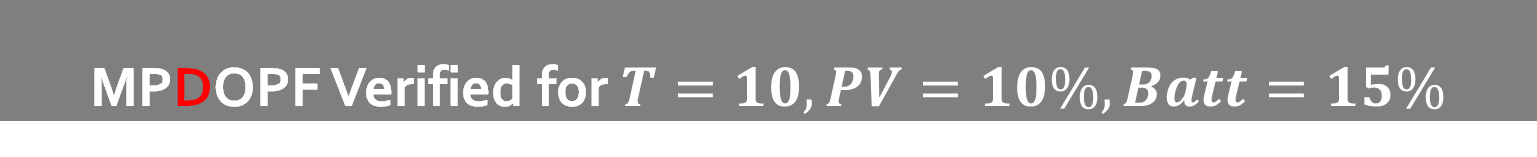 MPDOPF Verified for T = 10, PV = 10%, Batt = 15%